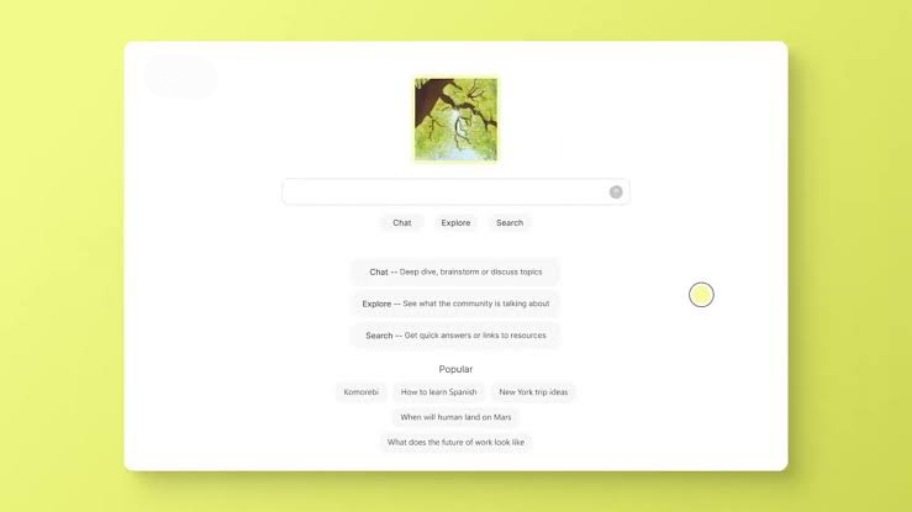 Chat Explore Search
Chat -- Deep dive, brainstorm or discuss topics
Explore -- See what the community is talking about
Search -- Get quick answers or links to resources
Popular
Komorebi How to learn Spanish New York trip ideas
When will human land on Mars
What does the future of work look like